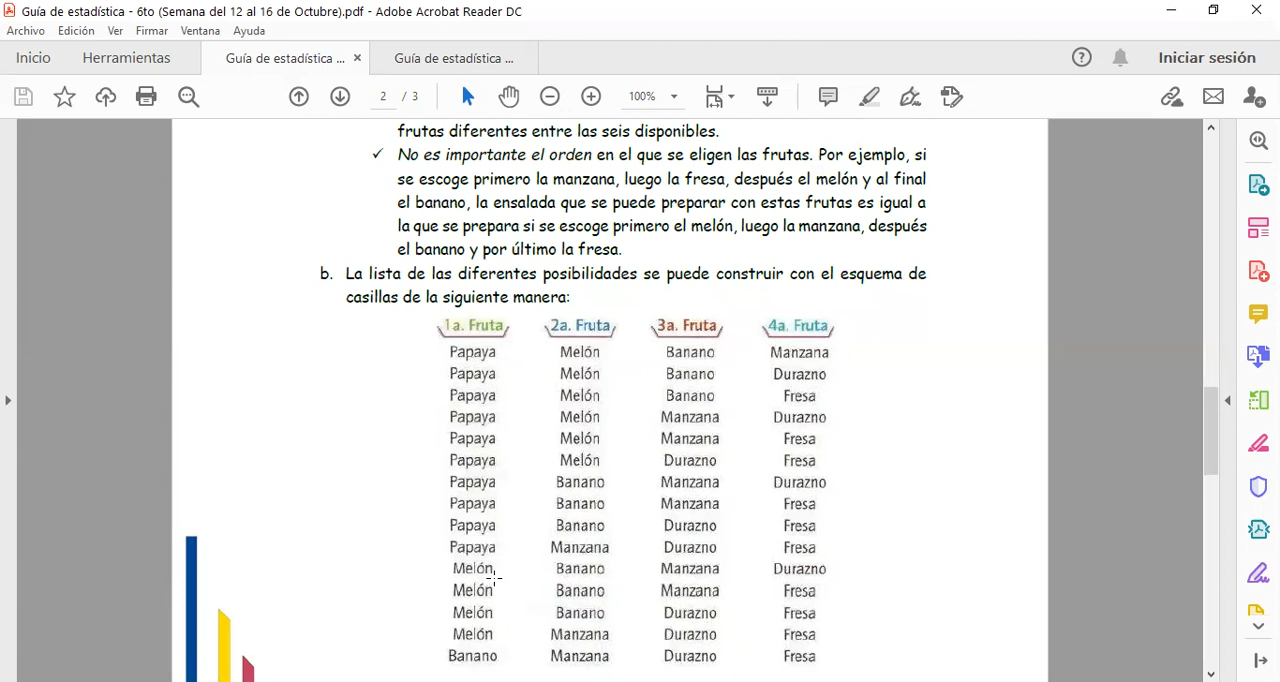 Guía de estadística - 6to (Semana del 12 al 16 de Octubre).pdf - Adobe Acrobat Reader DC
Archivo Edición Ver Firmar Ventana Ayuda
Inicio Herramientas Guía de estadística ... × Guía de estadística ... Iniciar sesión
2 / 3 100%
frutas diferentes entre las seis disponibles.
✓ No es importante el orden en el que se eligen las frutas. Por ejemplo, si
se escoge primero la manzana, luego la fresa, después el melón y al final
el banano, la ensalada que se puede preparar con estas frutas es igual a
la que se prepara si se escoge primero el melón, luego la manzana, después
el banano y por último la fresa.
b. La lista de las diferentes posibilidades se puede construir con el esquema de
casillas de la siguiente manera:
1a. Fruta 2a. Fruta 3a. Fruta 4a. Fruta
Papaya Melón Banano Manzana
Papaya Melón Banano Durazno
Papaya Melón Banano Fresa
Papaya Melón Manzana Durazno
Papaya Melón Manzana Fresa
Papaya Melón Durazno Fresa
Papaya Banano Manzana Durazno
Papaya Banano Manzana Fresa
Papaya Banano Durazno Fresa
Papaya Manzana Durazno Fresa
Melón Banano Manzana Durazno
Melón Banano Manzana Fresa
Melón Banano Durazno Fresa
Melón Manzana Durazno Fresa
Banano Manzana Durazno Fresa